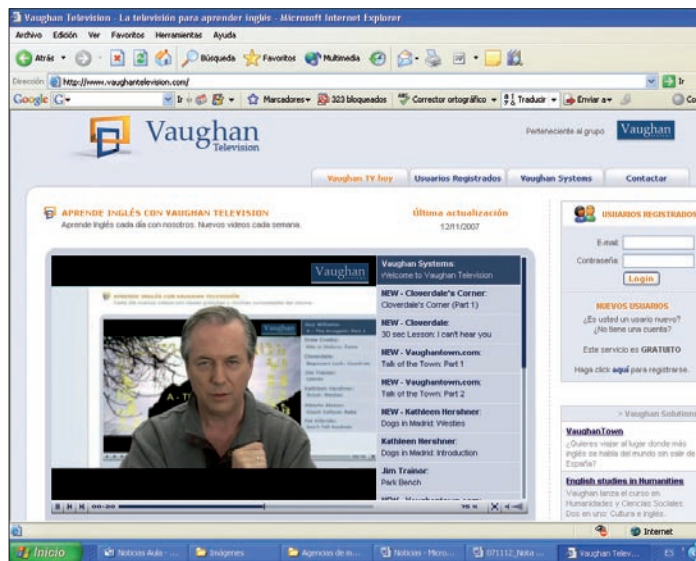 Vaughan Television - La televisión para aprender inglés - Microsoft Internet Explorer
Archivo Edición Ver Favoritos Herramientas Ayuda
Atrás Búsqueda Favoritos Multimedia
Dirección http://www.vaughantelevision.com/ Ir
Google G Ir Marcadores 323 bloqueados Corrector ortográfico Traducir Enviar a
Vaughan
Television
Perteneciente al grupo Vaughan
Vaughan TV hoy Usuarios Registrados Vaughan Systems Contactar
APRENDE INGLÉS CON VAUGHAN TELEVISION
Aprende inglés cada día con nosotros. Nuevos videos cada semana.
Última actualización
12/11/2007
Vaughan
Vaughan Systems:
Welcome to Vaughan Television
NEW - Cloverdale's Corner:
Cloverdale's Corner (Part 1)
NEW - Cloverdale:
30 sec Lesson: I can't hear you
NEW - Vaughantown.com:
Talk of the Town: Part 1
NEW - Vaughantown.com:
Talk of the Town: Part 2
NEW - Kathleen Hershner:
Dogs in Madrid: Westies
Kathleen Hershner:
Dogs in Madrid: Introduction
Jim Trainor:
Park Bench
NEW - Vaughantown.com:
00:20
75 %
USUARIOS REGISTRADOS
E-mail:
Contraseña:
Login
NUEVOS USUARIOS
¿Es usted un usario nuevo?
¿No tiene una cuenta?
Este servicio es GRATUITO
Haga click aquí para registrarse.
> Vaughan Solutions
VaughanTown
¿Quieres viajar al lugar donde más
inglés se habla del mundo sin salir de
España?
English studies in Humanities
Vaughan lanza el curso en
Humanidades y Ciencias Sociales.
Dos en uno: Cultura e inglés.
Internet
Inicio Noticias Aula - ... Imágenes Agencias de m... Noticias - Micro... 071112_Nota ... Vaughan Telev... ES